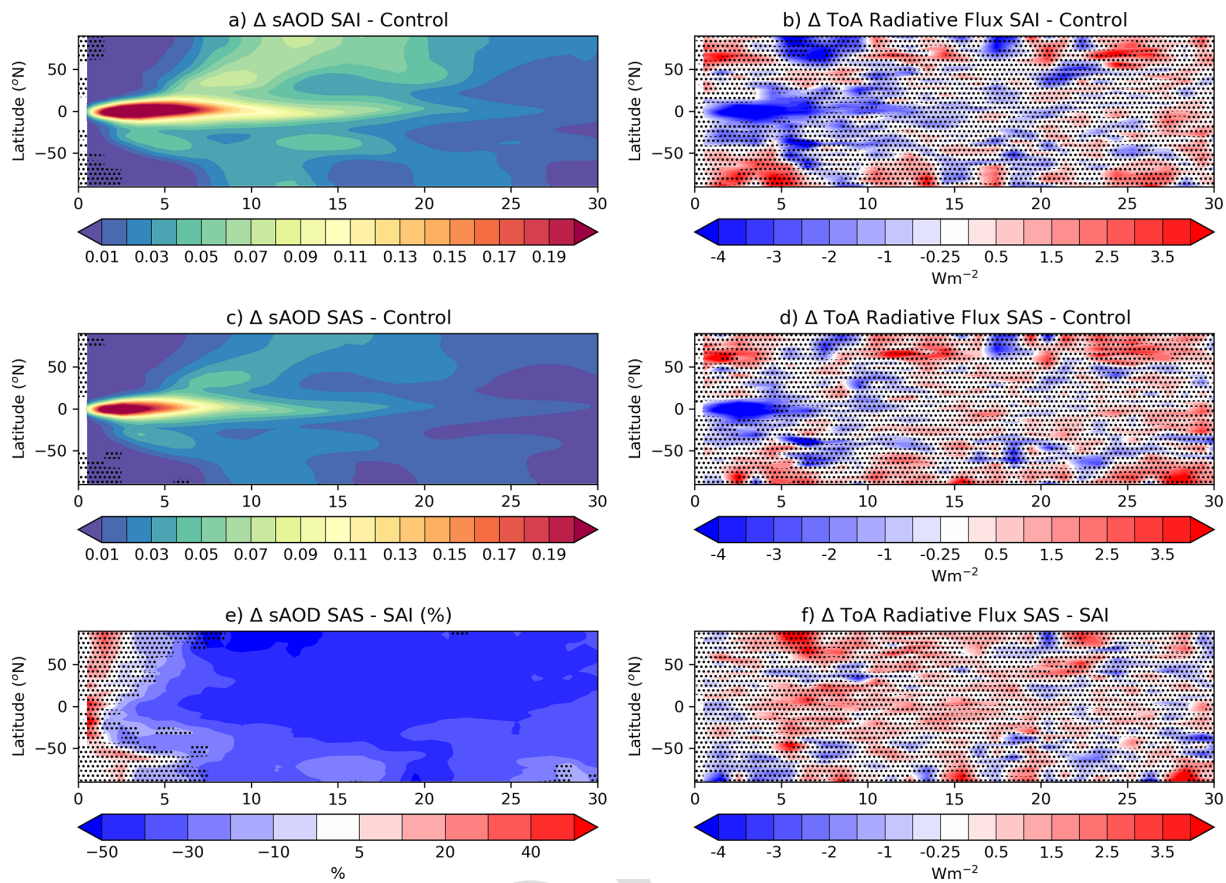 a) Δ sAOD SAI - Control
b) Δ ToA Radiative Flux SAI - Control
Latitude (°N)
50
0
−50
0 5 10 15 20 25 30
0.01 0.03 0.05 0.07 0.09 0.11 0.13 0.15 0.17 0.19
Latitude (°N)
50
0
−50
0 5 10 15 20 25 30
-4 -3 -2 -1 -0.25 0.5 1.5 2.5 3.5
Wm⁻²
c) Δ sAOD SAS - Control
d) Δ ToA Radiative Flux SAS - Control
Latitude (°N)
50
0
−50
0 5 10 15 20 25 30
0.01 0.03 0.05 0.07 0.09 0.11 0.13 0.15 0.17 0.19
Latitude (°N)
50
0
−50
0 5 10 15 20 25 30
-4 -3 -2 -1 -0.25 0.5 1.5 2.5 3.5
Wm⁻²
e) Δ sAOD SAS - SAI (%)
f) Δ ToA Radiative Flux SAS - SAI
Latitude (°N)
50
0
−50
0 5 10 15 20 25 30
−50 −30 −10 5 20 40
%
Latitude (°N)
50
0
−50
0 5 10 15 20 25 30
-4 -3 -2 -1 -0.25 0.5 1.5 2.5 3.5
Wm⁻²